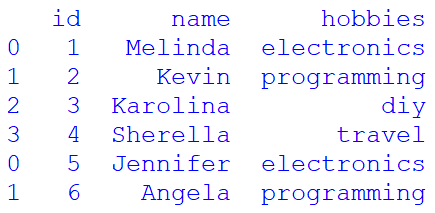 id name hobbies
0 1 Melinda electronics
1 2 Kevin programming
2 3 Karolina diy
3 4 Sherella travel
0 5 Jennifer electronics
1 6 Angela programming